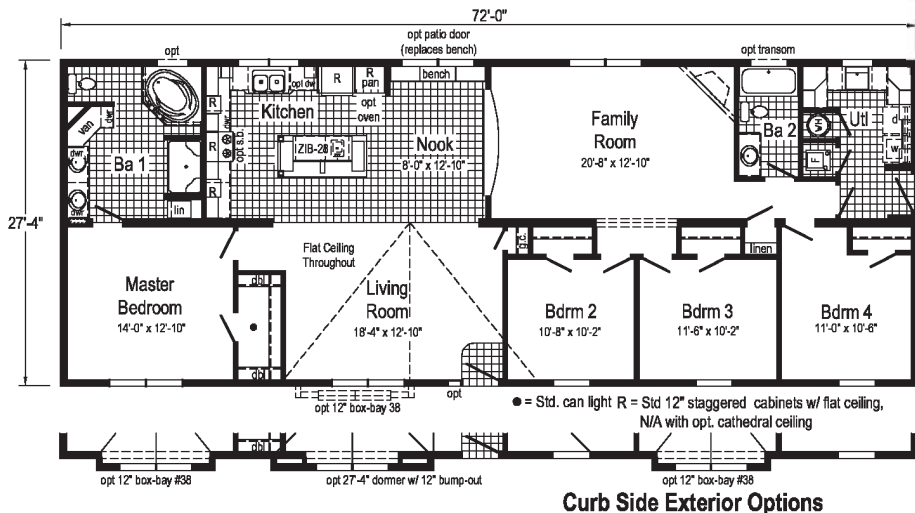 72'-0"
opt
opt patio door
(replaces bench)
opt transom
bench
opt dw
R
R
pan
opt
oven
Kitchen
dwr
van
dwr
R
R
dwr
opt s.b.
R
ZIB-28
Nook
8'-0" x 12'-10"
Family
Room
20'-8" x 12'-10"
Ba 2
Utl
WH
F
d
w
Ba 1
dwr
dwr
lin
27'-4"
g.c.
linen
Flat Ceiling
Throughout
dbl
Master
Bedroom
14'-0" x 12'-10"
Living
Room
18'-4" x 12'-10"
Bdrm 2
10'-8" x 10'-2"
Bdrm 3
11'-6" x 10'-2"
Bdrm 4
11'-0" x 10'-6"
dbl
opt 12" box-bay 38
opt
● = Std. can light R = Std 12" staggered cabinets w/ flat ceiling,
N/A with opt. cathedral ceiling
dbl
opt 12" box-bay #38
opt 27'-4" dormer w/ 12" bump-out
opt 12" box-bay #38
Curb Side Exterior Options